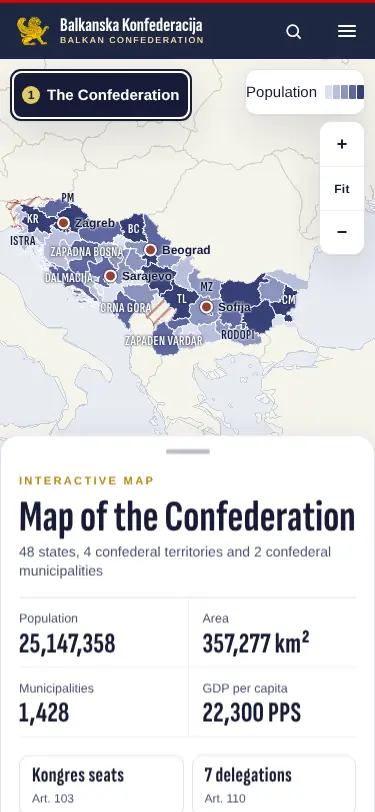 Balkanska Konfederacija
BALKAN CONFEDERATION
1 The Confederation
Population
+
Fit
−
PM
KR
Zagreb
ISTRA
BC
ZAPADNA BOSNA
Beograd
DALMACIJA
Sarajevo
MZ
CRNA GORA
TL
Sofija
CM
ZAPADEN VARDAR
RODOPI
INTERACTIVE MAP
Map of the Confederation
48 states, 4 confederal territories and 2 confederal
municipalities
Population
Area
25,147,358
357,277 km²
Municipalities
GDP per capita
1,428
22,300 PPS
Kongres seats
7 delegations
Art. 103
Art. 110